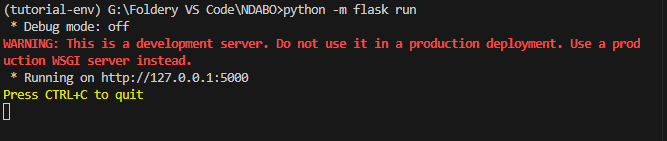 (tutorial-env) G:\Foldery VS Code\NDABO>python -m flask run
 * Debug mode: off
WARNING: This is a development server. Do not use it in a production deployment. Use a prod
uction WSGI server instead.
 * Running on http://127.0.0.1:5000
Press CTRL+C to quit